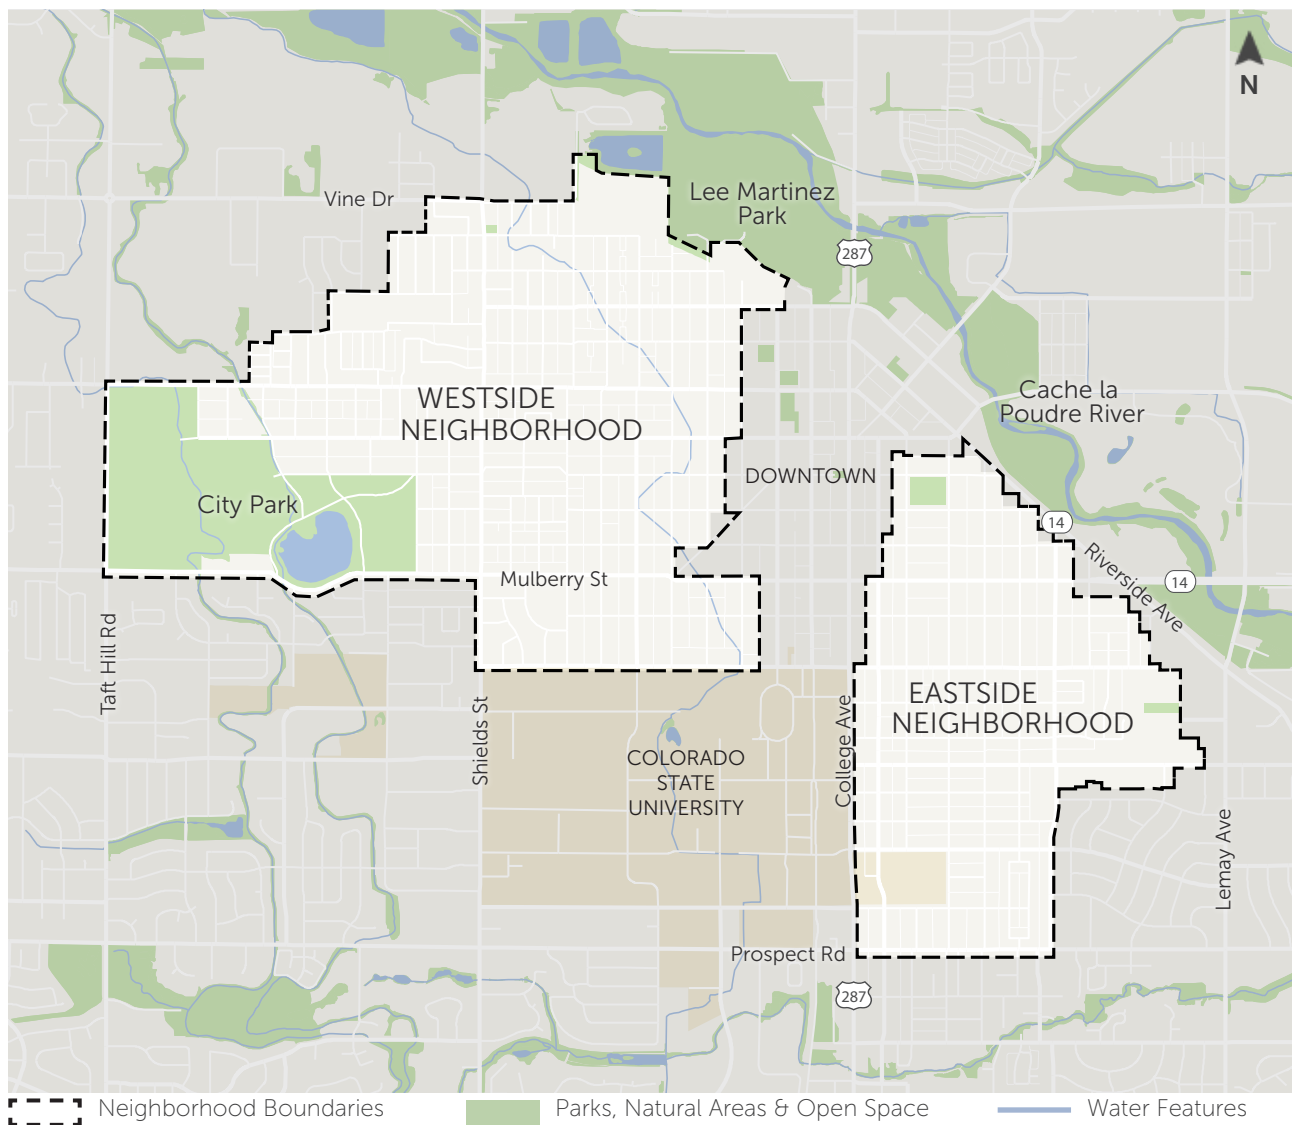 N
Vine Dr
Lee Martinez
Park
287
WESTSIDE
NEIGHBORHOOD
Cache la
Poudre River
City Park
DOWNTOWN
14
Mulberry St
Riverside Ave
14
Taft Hill Rd
Shields St
College Ave
EASTSIDE
NEIGHBORHOOD
COLORADO
STATE
UNIVERSITY
Lemay Ave
Prospect Rd
287
Neighborhood Boundaries
Parks, Natural Areas & Open Space
Water Features